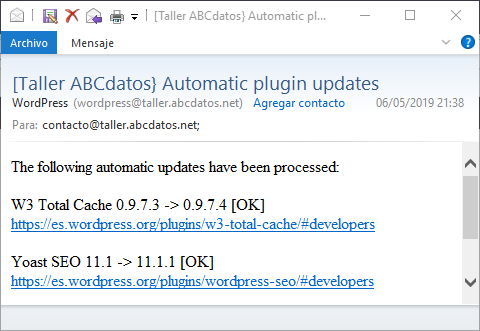 [Taller ABCdatos} Automatic pl...
Archivo Mensaje
[Taller ABCdatos} Automatic plugin updates
WordPress (wordpress@taller.abcdatos.net) Agregar contacto 06/05/2019 21:38
Para: contacto@taller.abcdatos.net;
The following automatic updates have been processed:
W3 Total Cache 0.9.7.3 -> 0.9.7.4 [OK]
https://es.wordpress.org/plugins/w3-total-cache/#developers
Yoast SEO 11.1 -> 11.1.1 [OK]
https://es.wordpress.org/plugins/wordpress-seo/#developers